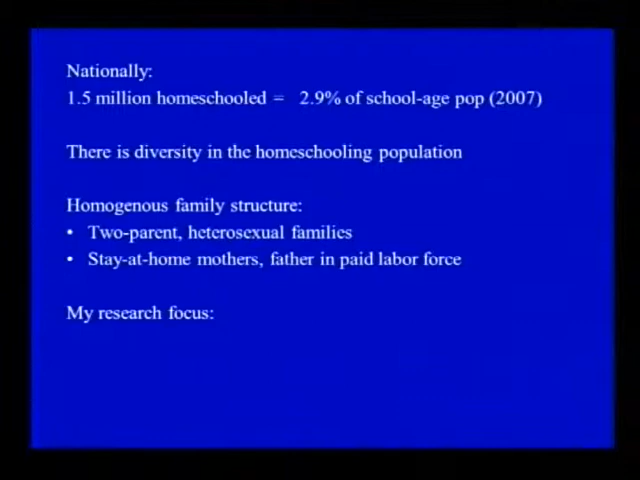 Nationally:
1.5 million homeschooled = 2.9% of school-age pop (2007)
There is diversity in the homeschooling population
Homogenous family structure:
• Two-parent, heterosexual families
• Stay-at-home mothers, father in paid labor force
My research focus: